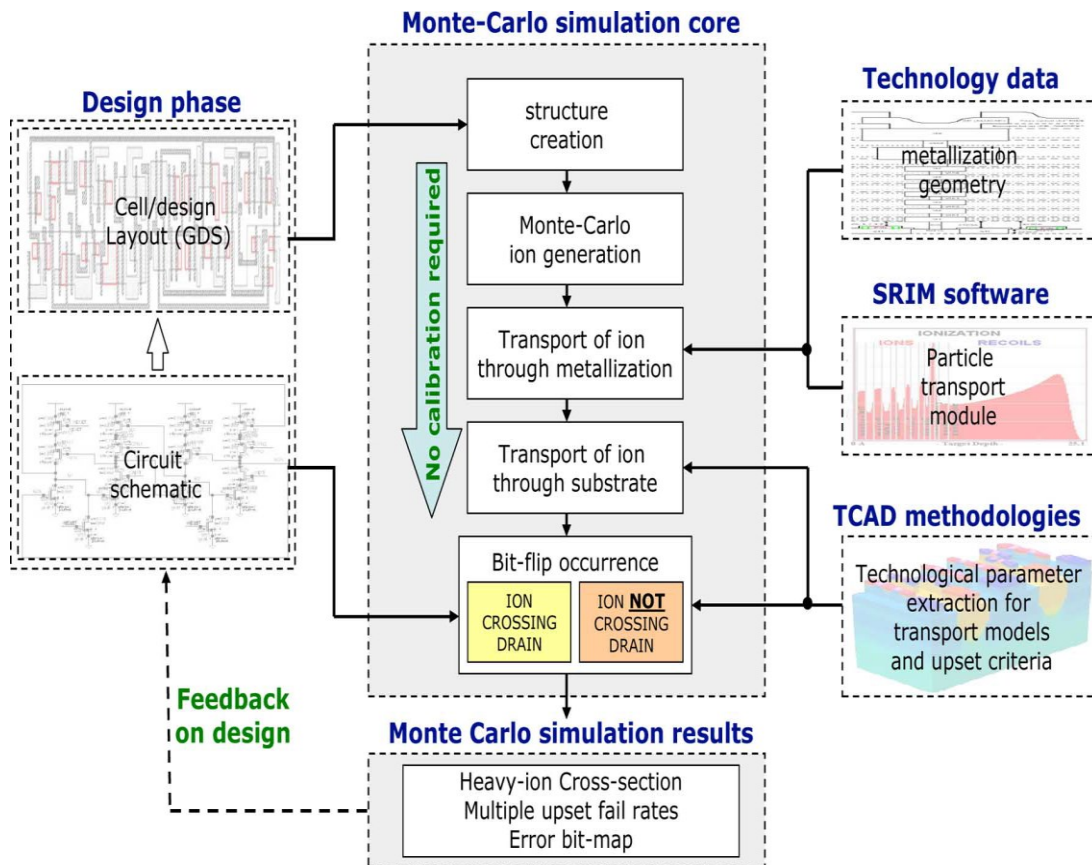 Monte-Carlo simulation core
Design phase
Cell/design
Layout (GDS)
Circuit
schematic
Feedback
on design
structure
creation
Monte-Carlo
ion generation
Transport of ion
through metallization
Transport of ion
through substrate
No calibration required
Bit-flip occurrence
ION
CROSSING
DRAIN
ION NOT
CROSSING
DRAIN
Monte Carlo simulation results
Heavy-ion Cross-section
Multiple upset fail rates
Error bit-map
Technology data
metallization
geometry
SRIM software
IONIZATION
IONS
RECOILS
Particle
transport
module
Target Depth
TCAD methodologies
Technological parameter
extraction for
transport models
and upset criteria